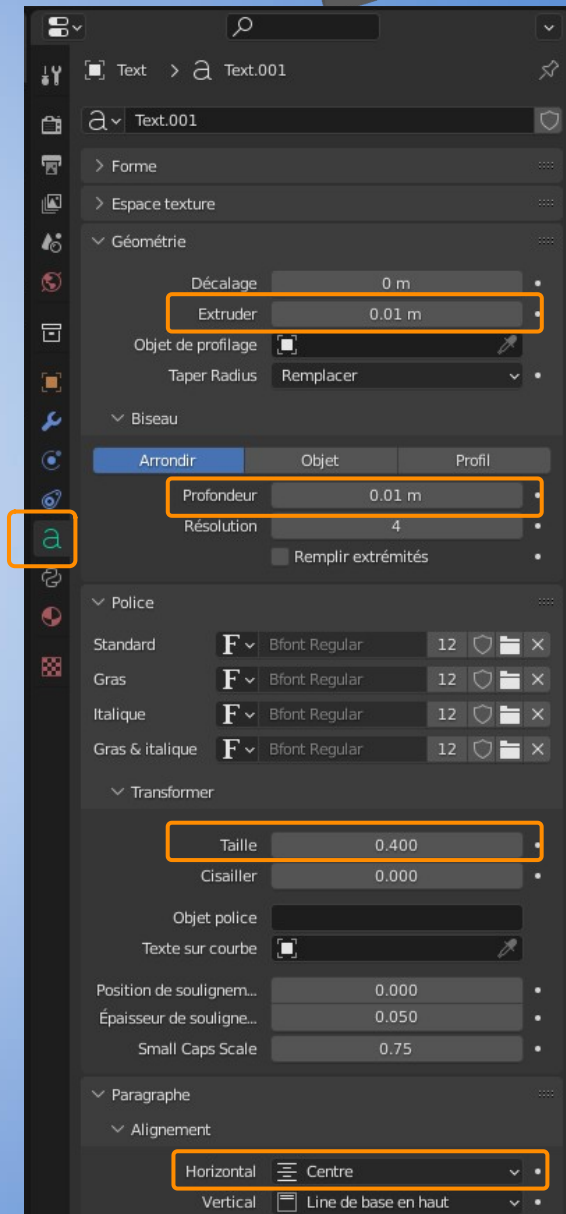 Text > a Text.001
a Text.001
> Forme
> Espace texture
Géométrie
Décalage 0 m
Extruder 0.01 m
Objet de profilage
Taper Radius Remplacer
Biseau
Arrondir Objet Profil
Profondeur 0.01 m
Résolution 4
a
Remplir extrémités
Police
Standard F Bfont Regular 12
Gras F Bfont Regular 12
Italique F Bfont Regular 12
Gras & italique F Bfont Regular 12
Transformer
Taille 0.400
Cisailler 0.000
Objet police
Texte sur courbe
Position de soulignem... 0.000
Épaisseur de souligne... 0.050
Small Caps Scale 0.75
Paragraphe
Alignement
Horizontal Centre
Vertical Line de base en haut